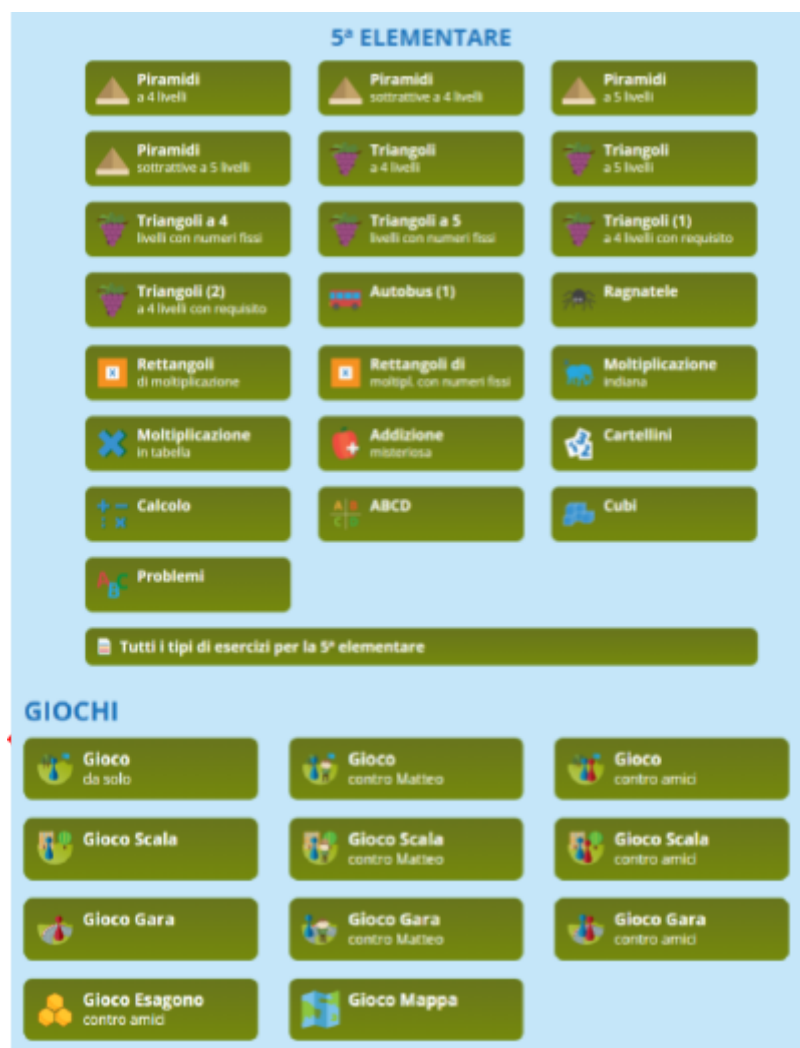 5ª ELEMENTARE
Piramidi
a 4 livelli
Piramidi
sottrattive a 4 livelli
Piramidi
a 5 livelli
Piramidi
sottrattive a 5 livelli
Triangoli
a 4 livelli
Triangoli
a 5 livelli
Triangoli a 4
livelli con numeri fissi
Triangoli a 5
livelli con numeri fissi
Triangoli (1)
a 4 livelli con requisito
Triangoli (2)
a 4 livelli con requisito
Autobus (1)
Ragnatele
Rettangoli
di moltiplicazione
Rettangoli di
moltipl. con numeri fissi
Moltiplicazione
indiana
Moltiplicazione
in tabella
Addizione
misteriosa
Cartellini
Calcolo
ABCD
Cubi
Problemi
Tutti i tipi di esercizi per la 5ª elementare
GIOCHI
Gioco
da solo
Gioco
contro Matteo
Gioco
contro amici
Gioco Scala
Gioco Scala
contro Matteo
Gioco Scala
contro amici
Gioco Gara
Gioco Gara
contro Matteo
Gioco Gara
contro amici
Gioco Esagono
contro amici
Gioco Mappa